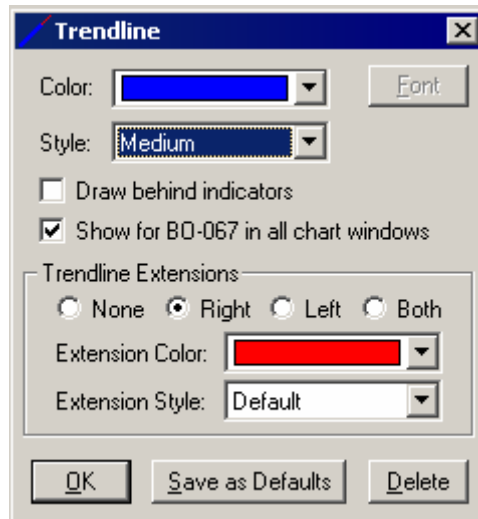 Trendline
Color:
Font
Style: Medium
Draw behind indicators
Show for BO-067 in all chart windows
Trendline Extensions
None Right Left Both
Extension Color:
Extension Style: Default
OK Save as Defaults Delete